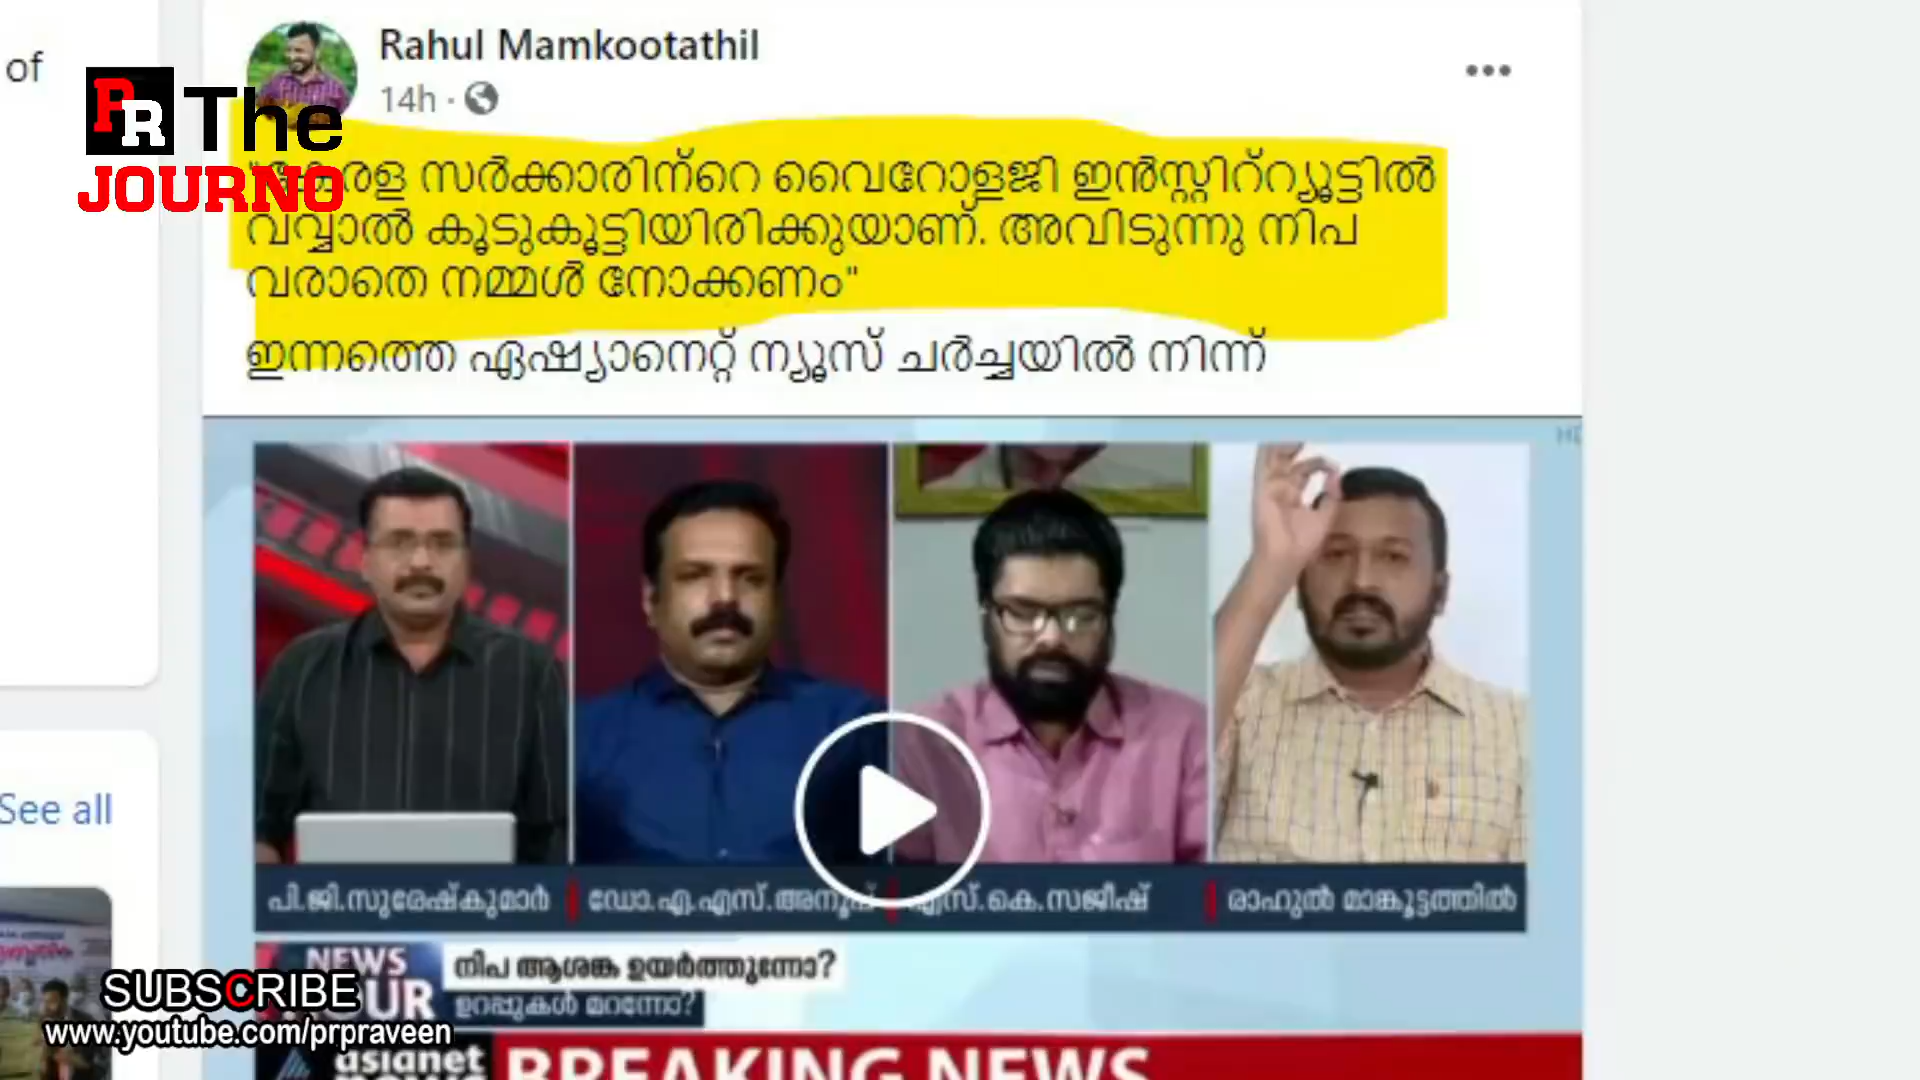 of
Rahul Mamkootathil
14h ·
PR The
JOURNO
സർക്കാരിന്റെ വൈറോളജി ഇൻസ്റ്റിറ്റ്യൂട്ടിൽ
വവ്വാൽ കൂടുകൂട്ടിയിരിക്കുയാണ്. അവിടുന്നു നിപ
വരാതെ നമ്മൾ നോക്കണം"
ഇന്നത്തെ ഏഷ്യാനെറ്റ് ന്യൂസ് ചർച്ചയിൽ നിന്ന്
പി.ജി.സുരേഷ്കുമാർ
ഡോ.എ.എസ്.അനൂപ്
എസ്.കെ.സജീഷ്
രാഹുൽ മാങ്കൂട്ടത്തിൽ
See all
NEWS
നിപ ആശങ്ക ഉയർത്തുന്നോ?
ഉറപ്പുകൾ മറന്നോ?
SUBSCRIBE
www.youtube.com/prpraveen
asianet
BREAKING NEWS